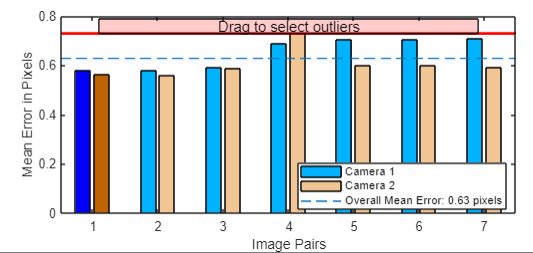 Drag to select outliers
0.8
0.6
0.4
0.2
0
Mean Error in Pixels
Camera 1
Camera 2
Overall Mean Error: 0.63 pixels
1 2 3 4 5 6 7
Image Pairs